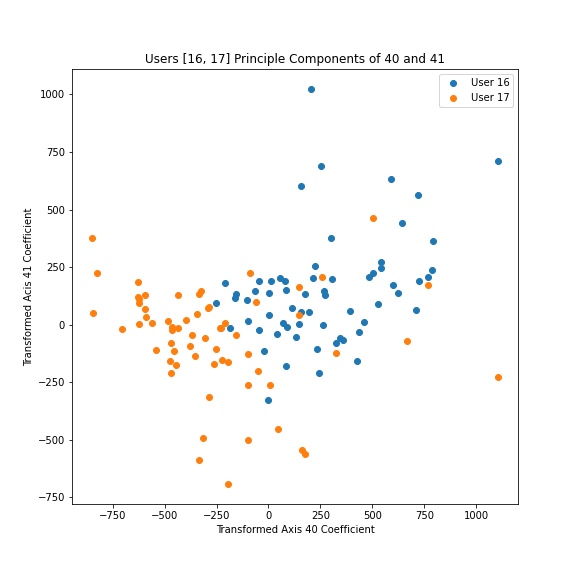 Users [16, 17] Principle Components of 40 and 41
User 16
User 17
Transformed Acis 41 Coefficient
1000
750
500
250
0
−250
−500
−750
−750 −500 −250 0 250 500 750 1000
Transformed Axis 40 Coefficient